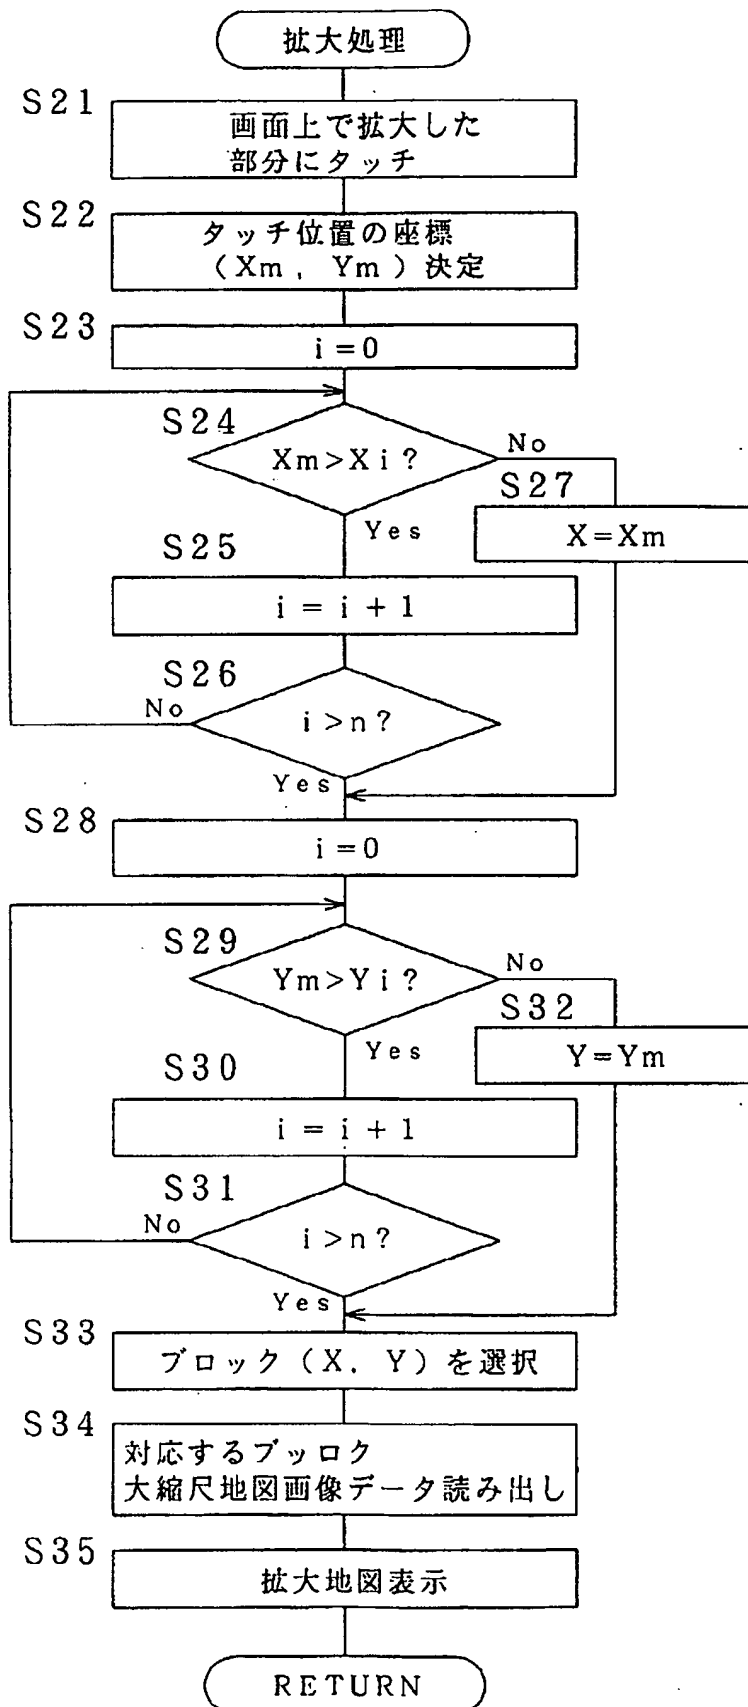 拡大処理
S21
画面上で拡大した
部分にタッチ
S22
タッチ位置の座標
(Xm, Ym)決定
S23
i=0
S24
Xm>Xi?
No
S27
X=Xm
Yes
S25
i=i+1
S26
No
i>n?
Yes
S28
i=0
S29
Ym>Yi?
No
S32
Y=Ym
Yes
S30
i=i+1
S31
No
i>n?
Yes
S33
ブロック(X. Y)を選択
S34
対応するブッロク
大縮尺地図画像データ読み出し
S35
拡大地図表示
RETURN